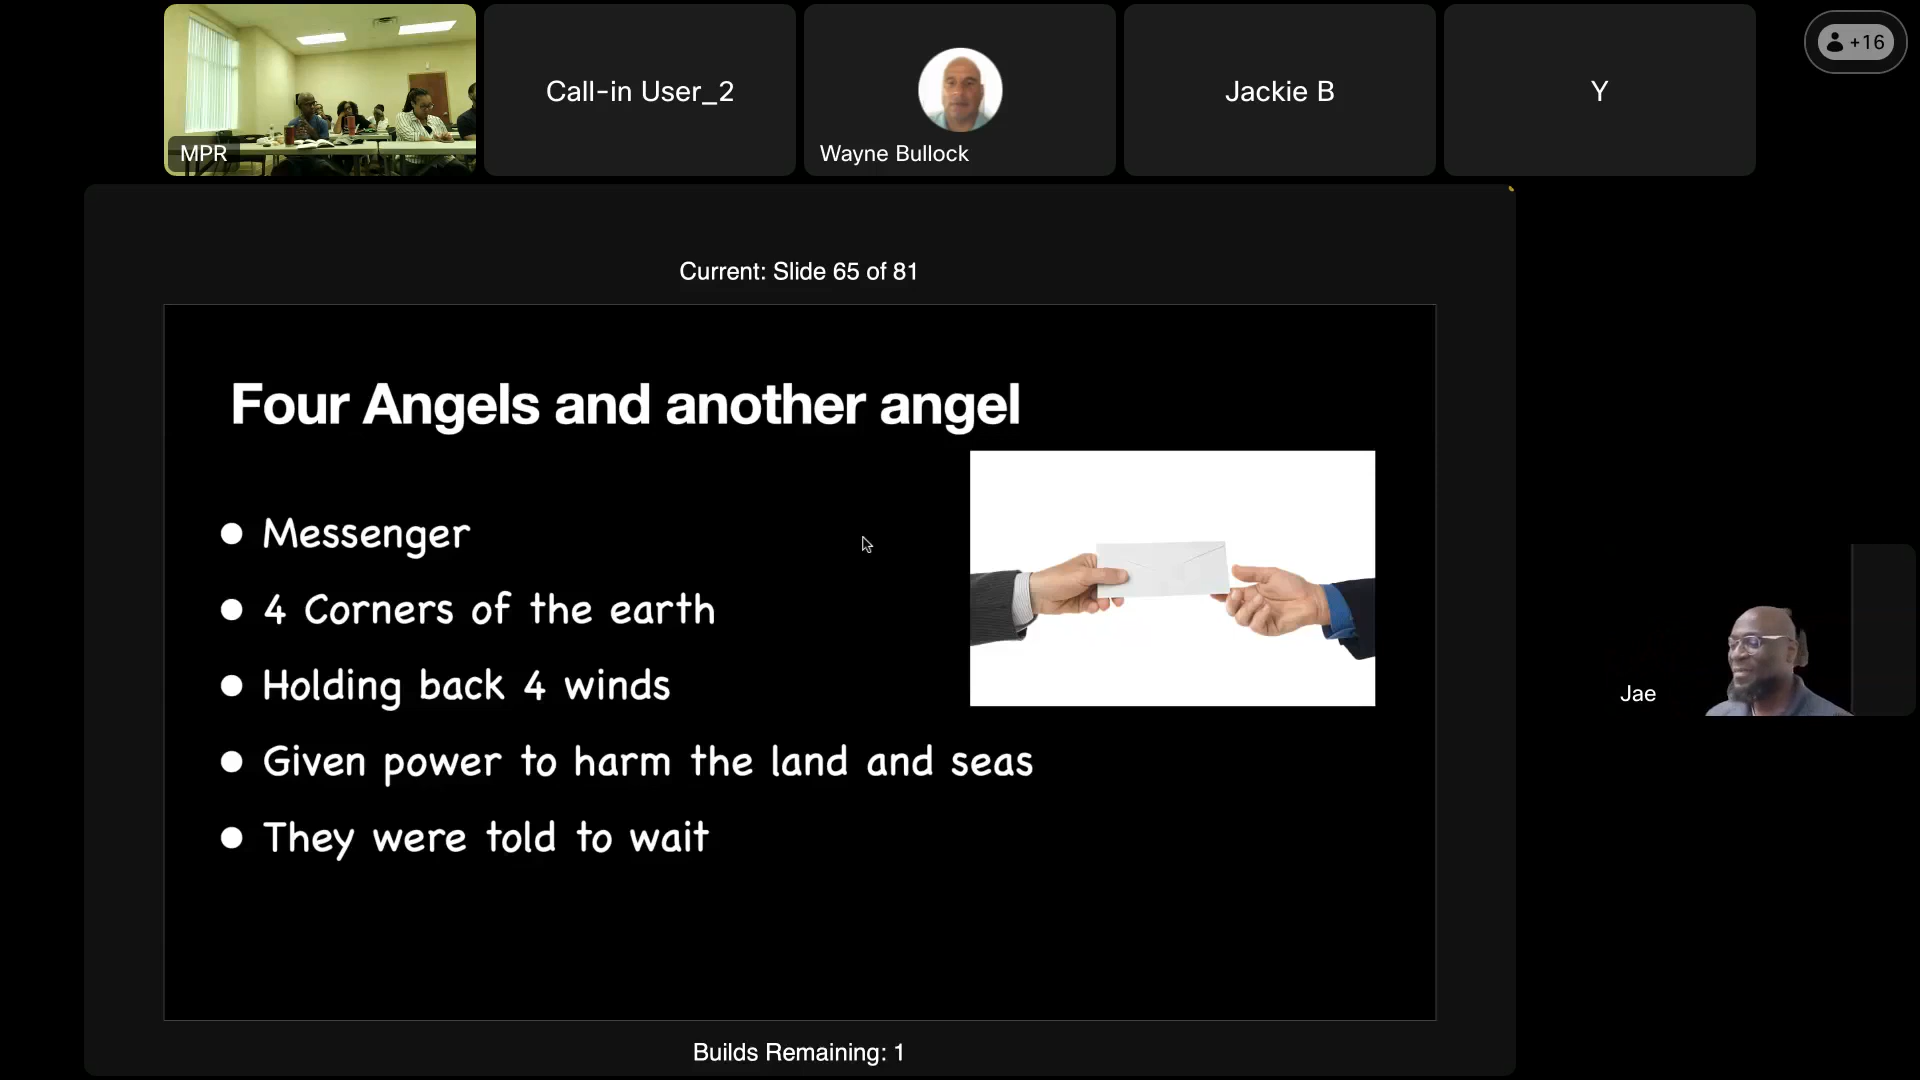 MPR
Call-in User_2
Wayne Bullock
Jackie B
Y
+16
Current: Slide 65 of 81
Four Angels and another angel
Messenger
4 Corners of the earth
Holding back 4 winds
Given power to harm the land and seas
They were told to wait
Jae
Builds Remaining: 1